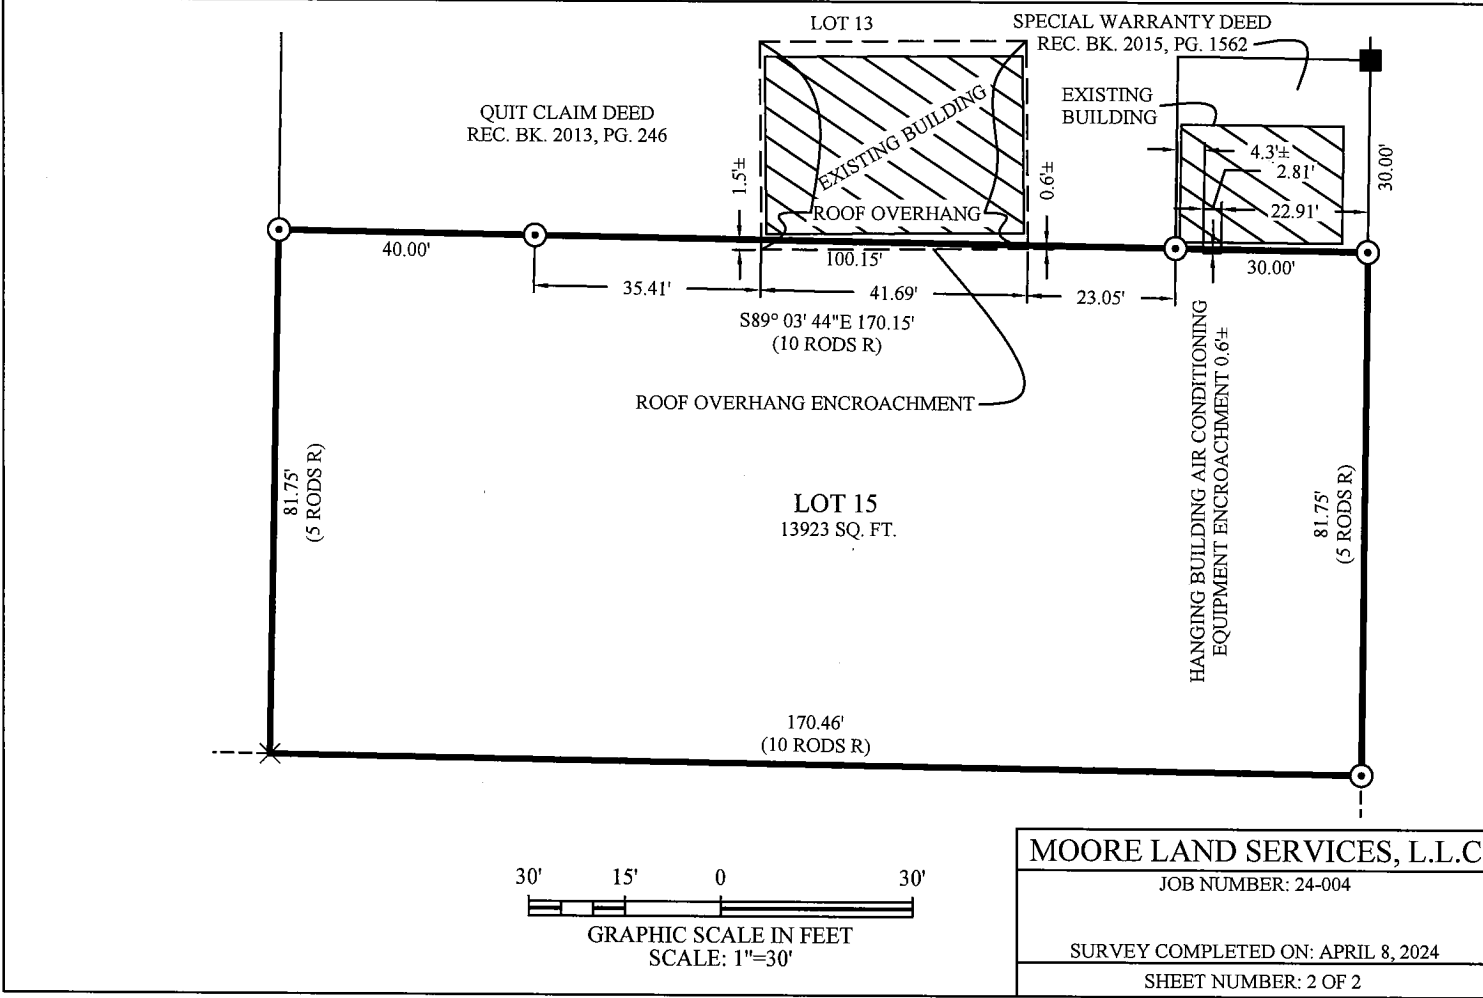 LOT 13
SPECIAL WARRANTY DEED
REC. BK. 2015, PG. 1562
QUIT CLAIM DEED
REC. BK. 2013, PG. 246
EXISTING BUILDING
EXISTING
BUILDING
1.5'±
0.6'±
4.3'±
2.81'
22.91'
30.00'
ROOF OVERHANG
40.00'
100.15'
30.00'
35.41'
41.69'
23.05'
S89° 03' 44"E 170.15'
(10 RODS R)
ROOF OVERHANG ENCROACHMENT
HANGING BUILDING AIR CONDITIONING
EQUIPMENT ENCROACHMENT 0.6'±
81.75'
(5 RODS R)
LOT 15
13923 SQ. FT.
81.75'
(5 RODS R)
170.46'
(10 RODS R)
30' 15' 0 30'
GRAPHIC SCALE IN FEET
SCALE: 1"=30'
MOORE LAND SERVICES, L.L.C
JOB NUMBER: 24-004
SURVEY COMPLETED ON: APRIL 8, 2024
SHEET NUMBER: 2 OF 2